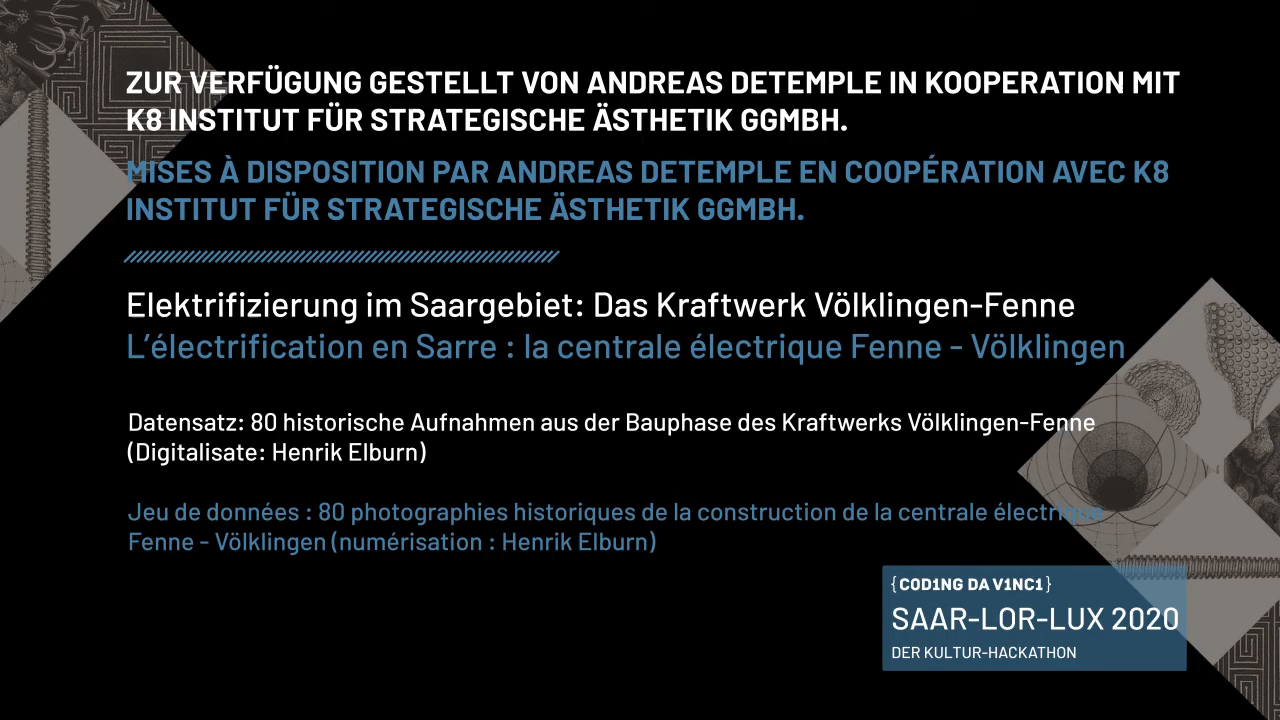 ZUR VERFÜGUNG GESTELLT VON ANDREAS DETEMPLE IN KOOPERATION MIT
K8 INSTITUT FÜR STRATEGISCHE ÄSTHETIK GGMBH.
MISES À DISPOSITION PAR ANDREAS DETEMPLE EN COOPÉRATION AVEC K8
INSTITUT FÜR STRATEGISCHE ÄSTHETIK GGMBH.
Elektrifizierung im Saargebiet: Das Kraftwerk Völklingen-Fenne
L’électrification en Sarre : la centrale électrique Fenne - Völklingen
Datensatz: 80 historische Aufnahmen aus der Bauphase des Kraftwerks Völklingen-Fenne
(Digitalisate: Henrik Elburn)
Jeu de données : 80 photographies historiques de la construction de la centrale électrique
Fenne - Völklingen (numérisation : Henrik Elburn)
{C0D1NG DA V1NC1}
SAAR-LOR-LUX 2020
DER KULTUR-HACKATHON